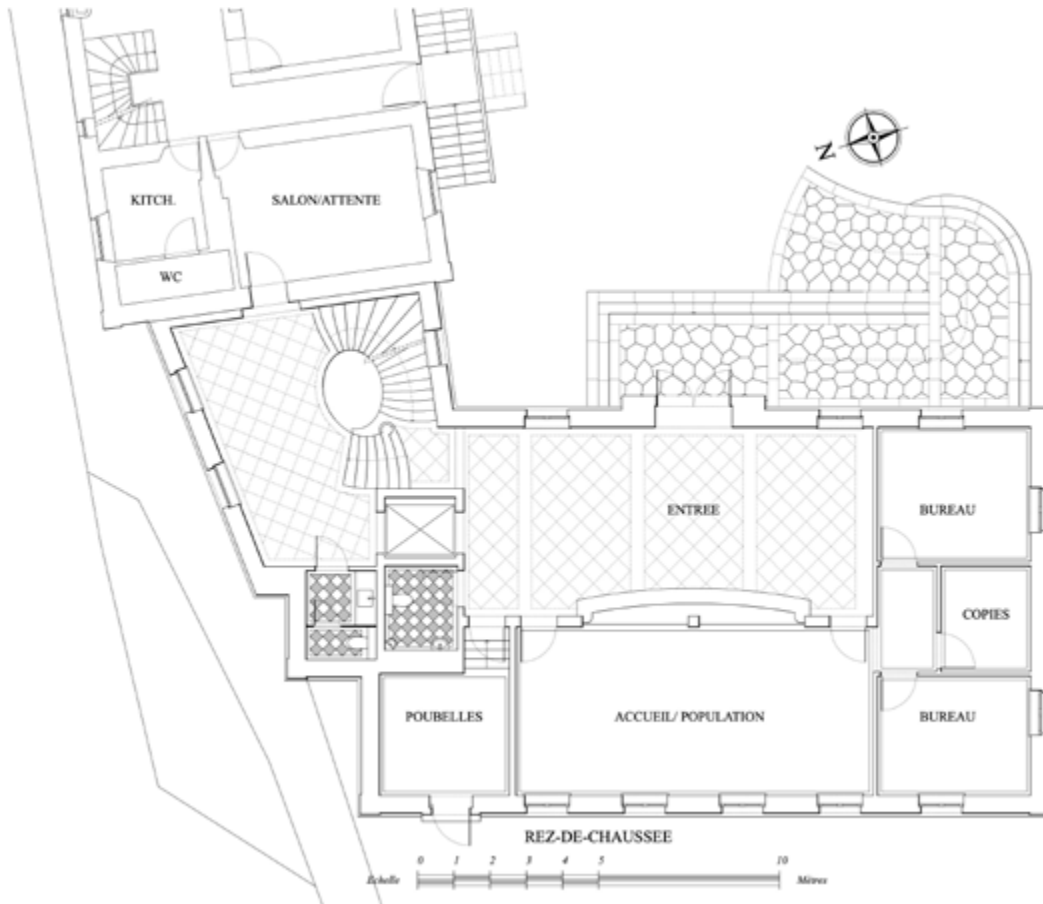 N
KITCH.
SALON/ATTENTE
WC
ENTREE
BUREAU
COPIES
POUBELLES
ACCUEIL/ POPULATION
BUREAU
REZ-DE-CHAUSSEE
0 1 2 3 4 5 10
Echelle Mètres